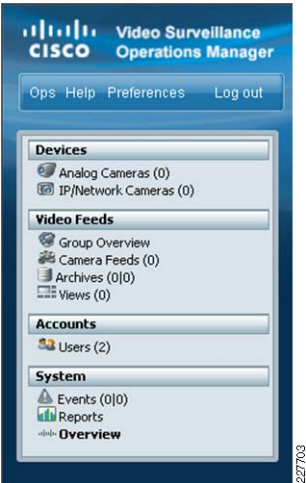 CISCO
Video Surveillance
Operations Manager
Ops Help Preferences Log out
Devices
Analog Cameras (0)
IP/Network Cameras (0)
Video Feeds
Group Overview
Camera Feeds (0)
Archives (0|0)
Views (0)
Accounts
Users (2)
System
Events (0|0)
Reports
Overview
227703